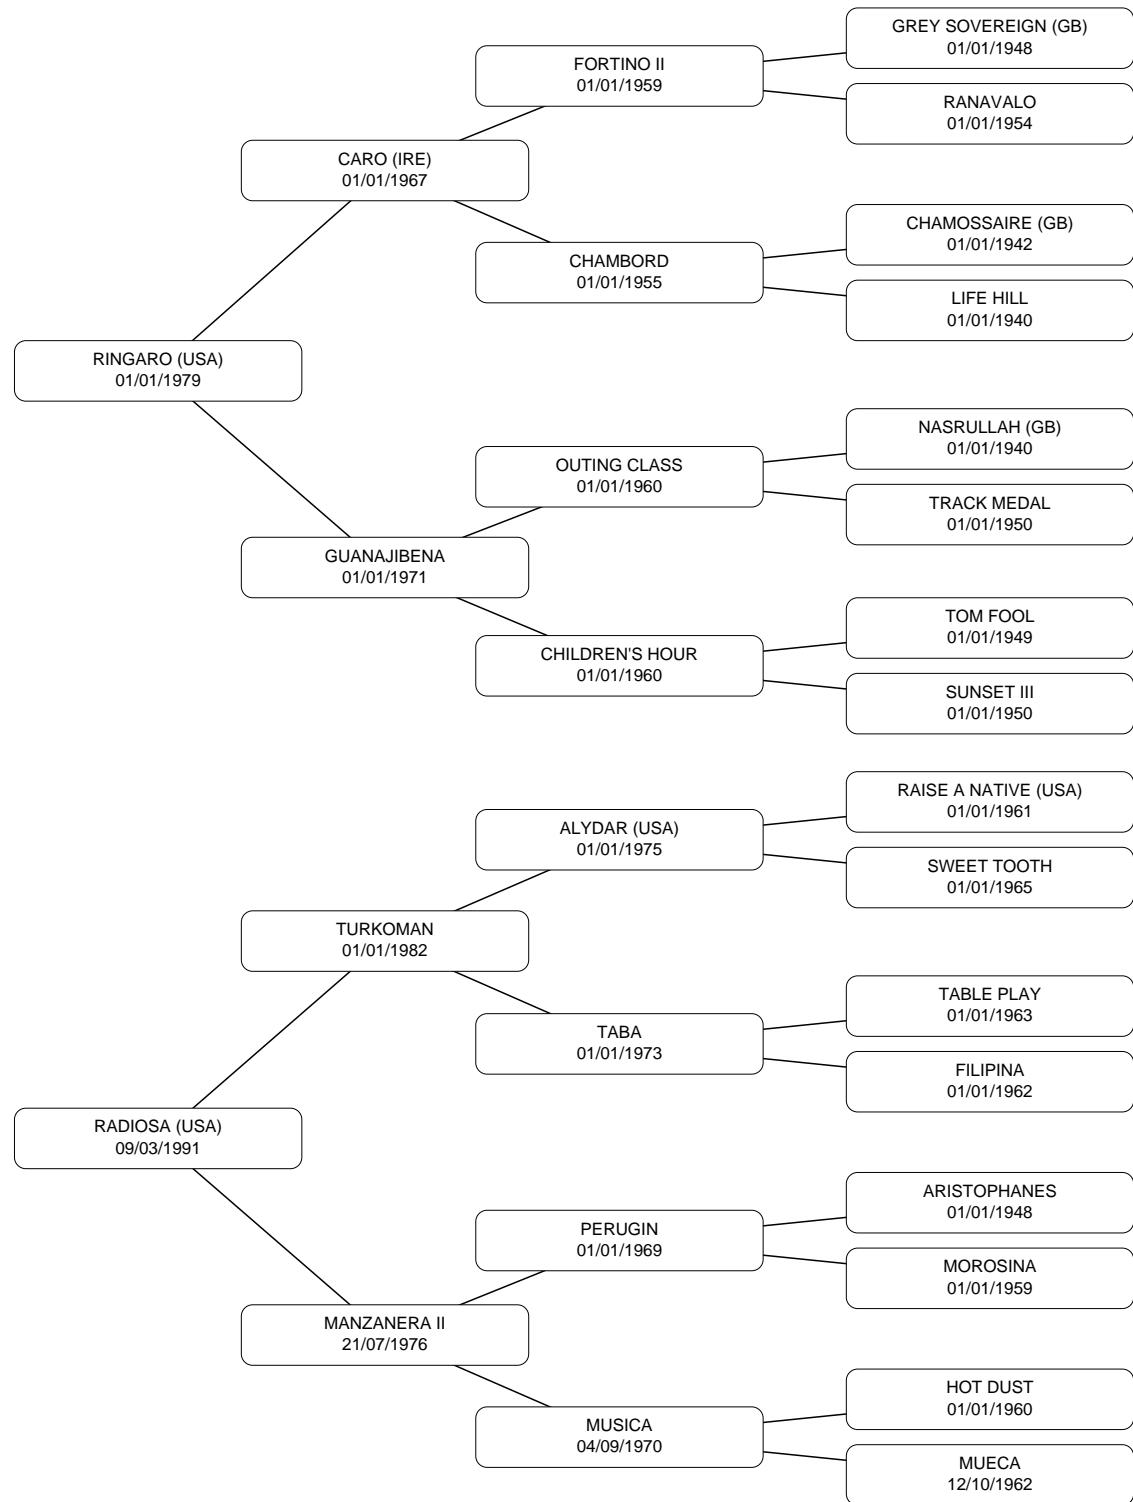 GREY SOVEREIGN (GB)
01/01/1948
FORTINO II
01/01/1959
RANAVALO
01/01/1954
CARO (IRE)
01/01/1967
CHAMOSSAIRE (GB)
01/01/1942
CHAMBORD
01/01/1955
LIFE HILL
01/01/1940
RINGARO (USA)
01/01/1979
NASRULLAH (GB)
01/01/1940
OUTING CLASS
01/01/1960
TRACK MEDAL
01/01/1950
GUANAJIBENA
01/01/1971
TOM FOOL
01/01/1949
CHILDREN'S HOUR
01/01/1960
SUNSET III
01/01/1950
RAISE A NATIVE (USA)
01/01/1961
ALYDAR (USA)
01/01/1975
SWEET TOOTH
01/01/1965
TURKOMAN
01/01/1982
TABLE PLAY
01/01/1963
TABA
01/01/1973
FILIPINA
01/01/1962
RADIOSA (USA)
09/03/1991
ARISTOPHANES
01/01/1948
PERUGIN
01/01/1969
MOROSINA
01/01/1959
MANZANERA II
21/07/1976
HOT DUST
01/01/1960
MUSICA
04/09/1970
MUECA
12/10/1962